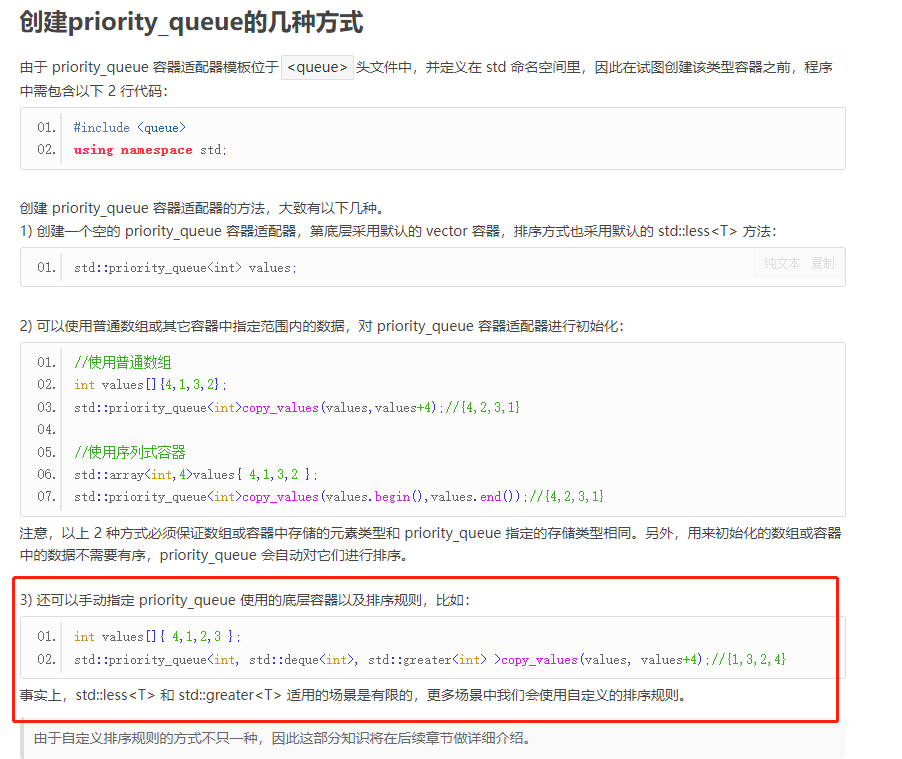 创建priority_queue的几种方式
由于 priority_queue 容器适配器模板位于 <queue> 头文件中，并定义在 std 命名空间里，因此在试图创建该类型容器之前，程序
中需包含以下 2 行代码：
01. #include <queue>
02. using namespace std;
创建 priority_queue 容器适配器的方法，大致有以下几种。
1) 创建一个空的 priority_queue 容器适配器，第底层采用默认的 vector 容器，排序方式也采用默认的 std::less<T> 方法：
纯文本 复制
01. std::priority_queue<int> values;
2) 可以使用普通数组或其它容器中指定范围内的数据，对 priority_queue 容器适配器进行初始化：
01. //使用普通数组
02. int values[]{4,1,3,2};
03. std::priority_queue<int>copy_values(values,values+4);//{4,2,3,1}
04.
05. //使用序列式容器
06. std::array<int,4>values{ 4,1,3,2 };
07. std::priority_queue<int>copy_values(values.begin(),values.end());//{4,2,3,1}
注意，以上 2 种方式必须保证数组或容器中存储的元素类型和 priority_queue 指定的存储类型相同。另外，用来初始化的数组或容器
中的数据不需要有序，priority_queue 会自动对它们进行排序。
3) 还可以手动指定 priority_queue 使用的底层容器以及排序规则，比如：
01. int values[]{ 4,1,2,3 };
02. std::priority_queue<int, std::deque<int>, std::greater<int> >copy_values(values, values+4);//{1,3,2,4}
事实上，std::less<T> 和 std::greater<T> 适用的场景是有限的，更多场景中我们会使用自定义的排序规则。
由于自定义排序规则的方式不只一种，因此这部分知识将在后续章节做详细介绍。